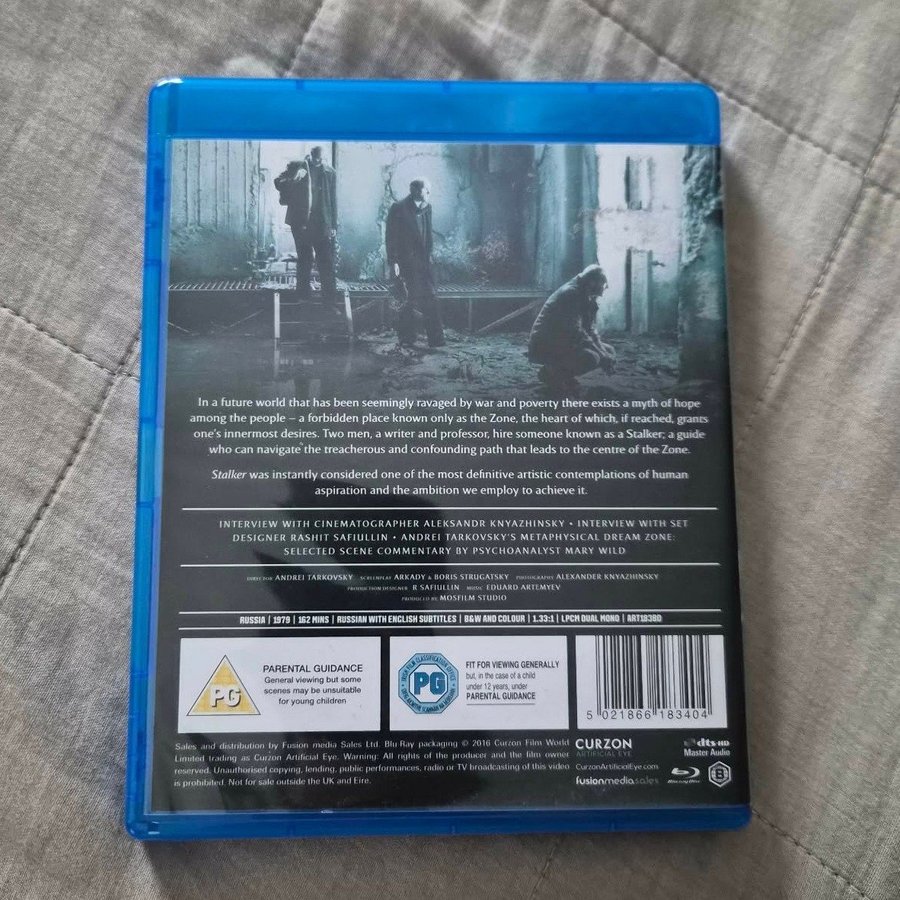 In a future world that has been seemingly ravaged by war and poverty there exists a myth of hope
among the people – a forbidden place known only as the Zone, the heart of which, if reached, grants
one's innermost desires. Two men, a writer and professor, hire someone known as a Stalker; a guide
who can navigate the treacherous and confounding path that leads to the centre of the Zone.
Stalker was instantly considered one of the most definitive artistic contemplations of human
aspiration and the ambition we employ to achieve it.
INTERVIEW WITH CINEMATOGRAPHER ALEKSANDR KNYAZHINSKY • INTERVIEW WITH SET
DESIGNER RASHIT SAFIULLIN • ANDREI TARKOVSKY'S METAPHYSICAL DREAM ZONE:
SELECTED SCENE COMMENTARY BY PSYCHOANALYST MARY WILD
DIRECTOR ANDREI TARKOVSKY SCREENPLAY ARKADY & BORIS STRUGATSKY PHOTOGRAPHY ALEXANDER KNYAZHINSKY
PRODUCTION DESIGNER R SAFIULLIN MUSIC EDUARD ARTEMYEV
PRODUCED BY MOSFILM STUDIO
RUSSIA | 1979 | 162 MINS | RUSSIAN WITH ENGLISH SUBTITLES | B&W AND COLOUR | 1.33:1 | LPCM DUAL MONO | ART183BD
PG
PARENTAL GUIDANCE
General viewing but some
scenes may be unsuitable
for young children
IRISH FILM CLASSIFICATION OFFICE
PG
FIT FOR VIEWING GENERALLY
but, in the case of a child
under 12 years, under
PARENTAL GUIDANCE
5 021866 183404
Sales and distribution by Fusion media Sales Ltd. Blu Ray packaging © 2016 Curzon Film World
Limited trading as Curzon Artificial Eye. Warning: All rights of the producer and the film owner
reserved. Unauthorised copying, lending, public performances, radio or TV broadcasting of this video
is prohibited. Not for sale outside the UK and Eire.
CURZON
ARTIFICIAL EYE
CurzonArtificialEye.com
fusionmediasales
dts HD
Master Audio
Blu-ray Disc
B